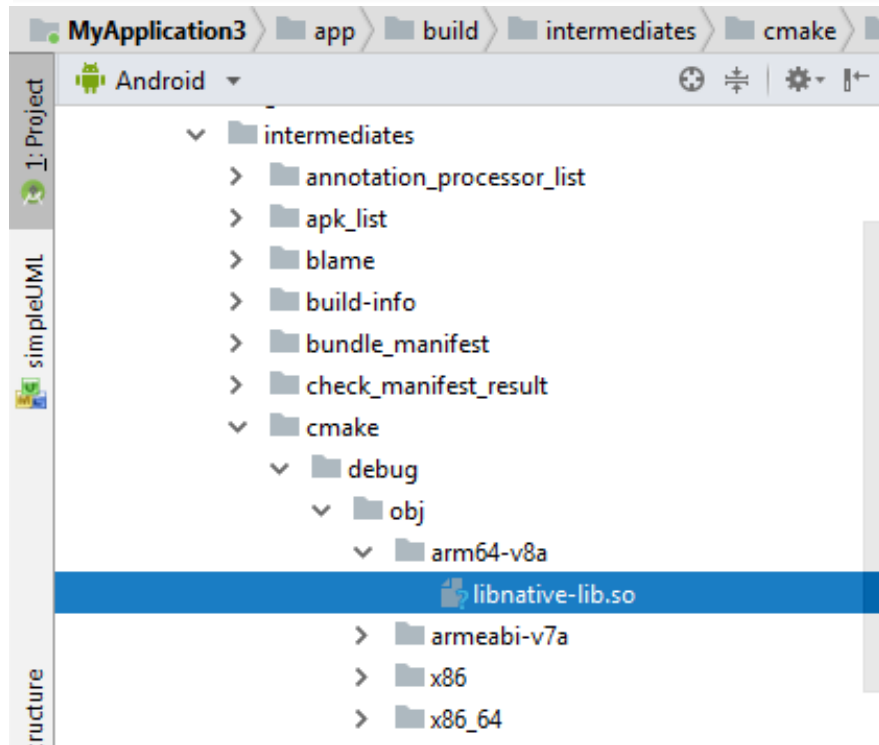 MyApplication3 app build intermediates cmake
Android
1: Project
simpleUML
ructure
intermediates
annotation_processor_list
apk_list
blame
build-info
bundle_manifest
check_manifest_result
cmake
debug
obj
arm64-v8a
libnative-lib.so
armeabi-v7a
x86
x86_64